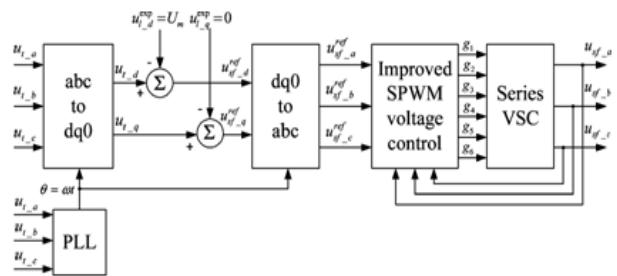 u_{l_d}^{exp}=U_m u_{l_q}^{exp}=0
u_{t_a}
u_{t_b}
u_{t_c}
abc
to
dq0
u_{t_d}
u_{t_q}
-
+
Σ
-
+
Σ
u_{sf_d}^{ref}
u_{sf_q}^{ref}
dq0
to
abc
u_{sf_a}^{ref}
u_{sf_b}^{ref}
u_{sf_c}^{ref}
Improved
SPWM
voltage
control
g_1
g_2
g_3
g_4
g_5
g_6
Series
VSC
u_{sf_a}
u_{sf_b}
u_{sf_c}
θ = ωt
u_{t_a}
u_{t_b}
u_{t_c}
PLL